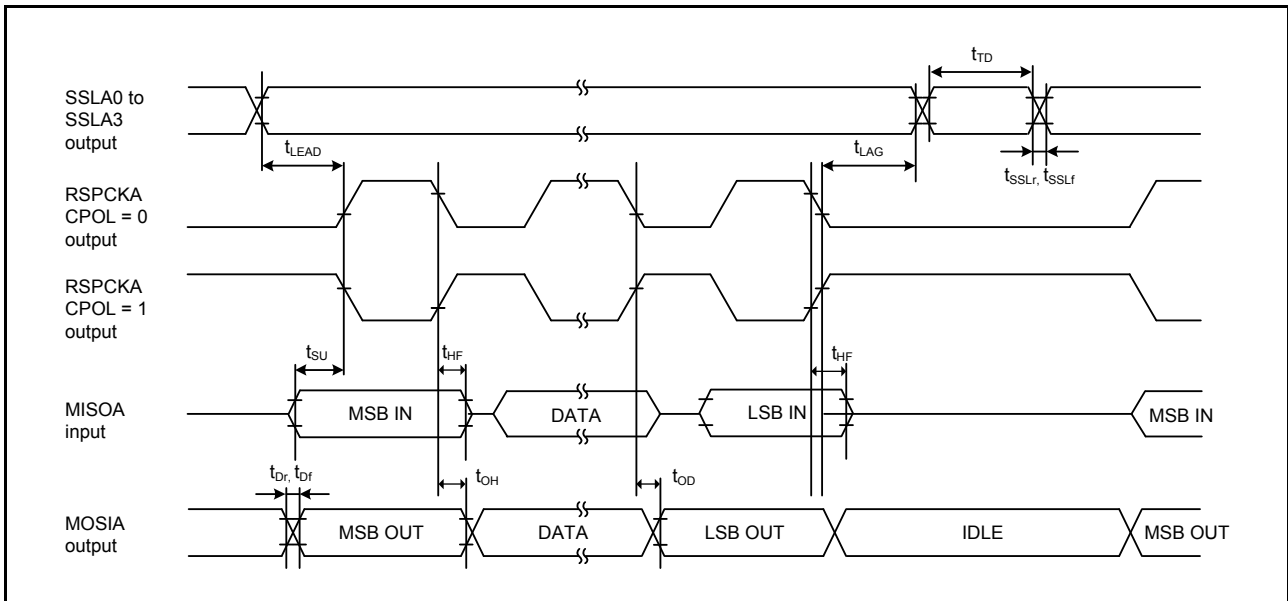 tTD
SSLA0 to
SSLA3
output
tLEAD
tLAG
tSSLr, tSSLf
RSPCKA
CPOL = 0
output
RSPCKA
CPOL = 1
output
tSU
tHF
tHF
MISOA
input
MSB IN
DATA
LSB IN
MSB IN
tDr, tDf
tOH
tOD
MOSIA
output
MSB OUT
DATA
LSB OUT
IDLE
MSB OUT